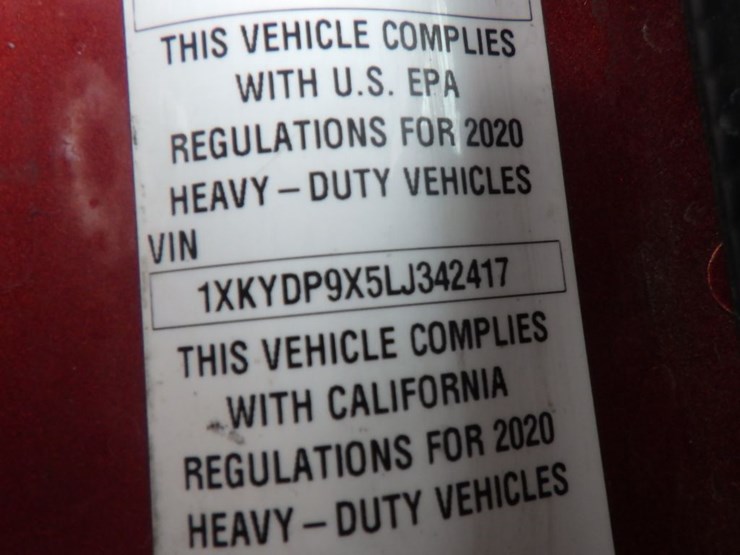 THIS VEHICLE COMPLIES
WITH U.S. EPA
REGULATIONS FOR 2020
HEAVY – DUTY VEHICLES
VIN
1XKYDP9X5LJ342417
THIS VEHICLE COMPLIES
WITH CALIFORNIA
REGULATIONS FOR 2020
HEAVY – DUTY VEHICLES